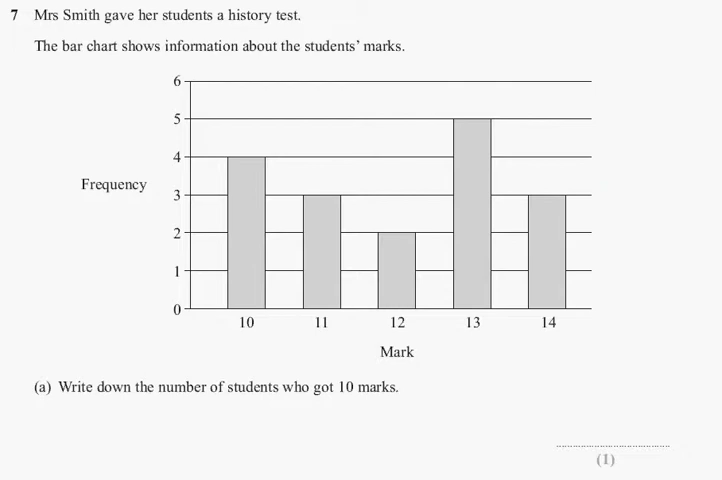 7 Mrs Smith gave her students a history test.
The bar chart shows information about the students' marks.
6
5
4
Frequency
3
2
1
0
10 11 12 13 14
Mark
(a) Write down the number of students who got 10 marks.
(1)